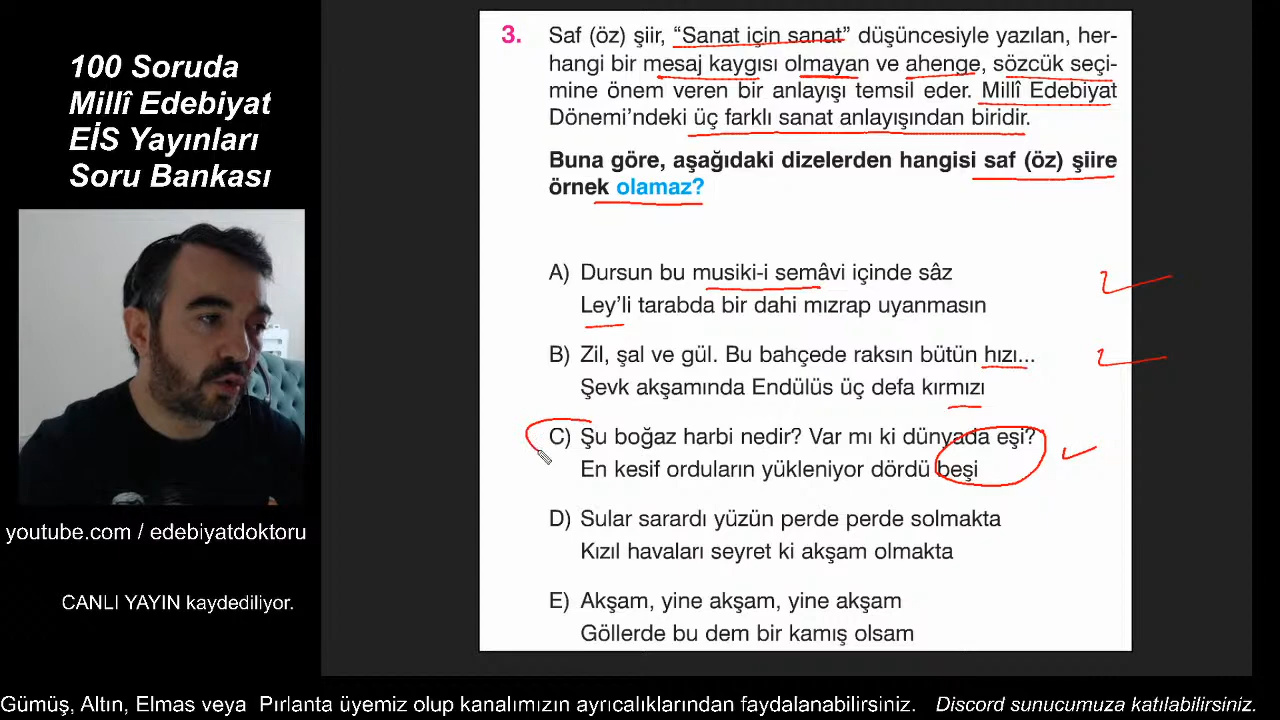 100 Soruda
Millî Edebiyat
EİS Yayınları
Soru Bankası
youtube.com / edebiyatdoktoru
CANLI YAYIN kaydediliyor.
3. Saf (öz) şiir, “Sanat için sanat” düşüncesiyle yazılan, her-
hangi bir mesaj kaygısı olmayan ve ahenge, sözcük seçi-
mine önem veren bir anlayışı temsil eder. Millî Edebiyat
Dönemi’ndeki üç farklı sanat anlayışından biridir.
Buna göre, aşağıdaki dizelerden hangisi saf (öz) şiire
örnek olamaz?
A) Dursun bu musiki-i semâvi içinde sâz
Ley’li tarabda bir dahi mızrap uyanmasın
B) Zil, şal ve gül. Bu bahçede raksın bütün hızı...
Şevk akşamında Endülüs üç defa kırmızı
C) Şu boğaz harbi nedir? Var mı ki dünyada eşi?
En kesif orduların yükleniyor dördü beşi
D) Sular sarardı yüzün perde perde solmakta
Kızıl havaları seyret ki akşam olmakta
E) Akşam, yine akşam, yine akşam
Göllerde bu dem bir kamış olsam
Gümüş, Altın, Elmas veya Pırlanta üyemiz olup kanalımızın ayrıcalıklarından faydalanabilirsiniz. Discord sunucumuza katılabilirsiniz.